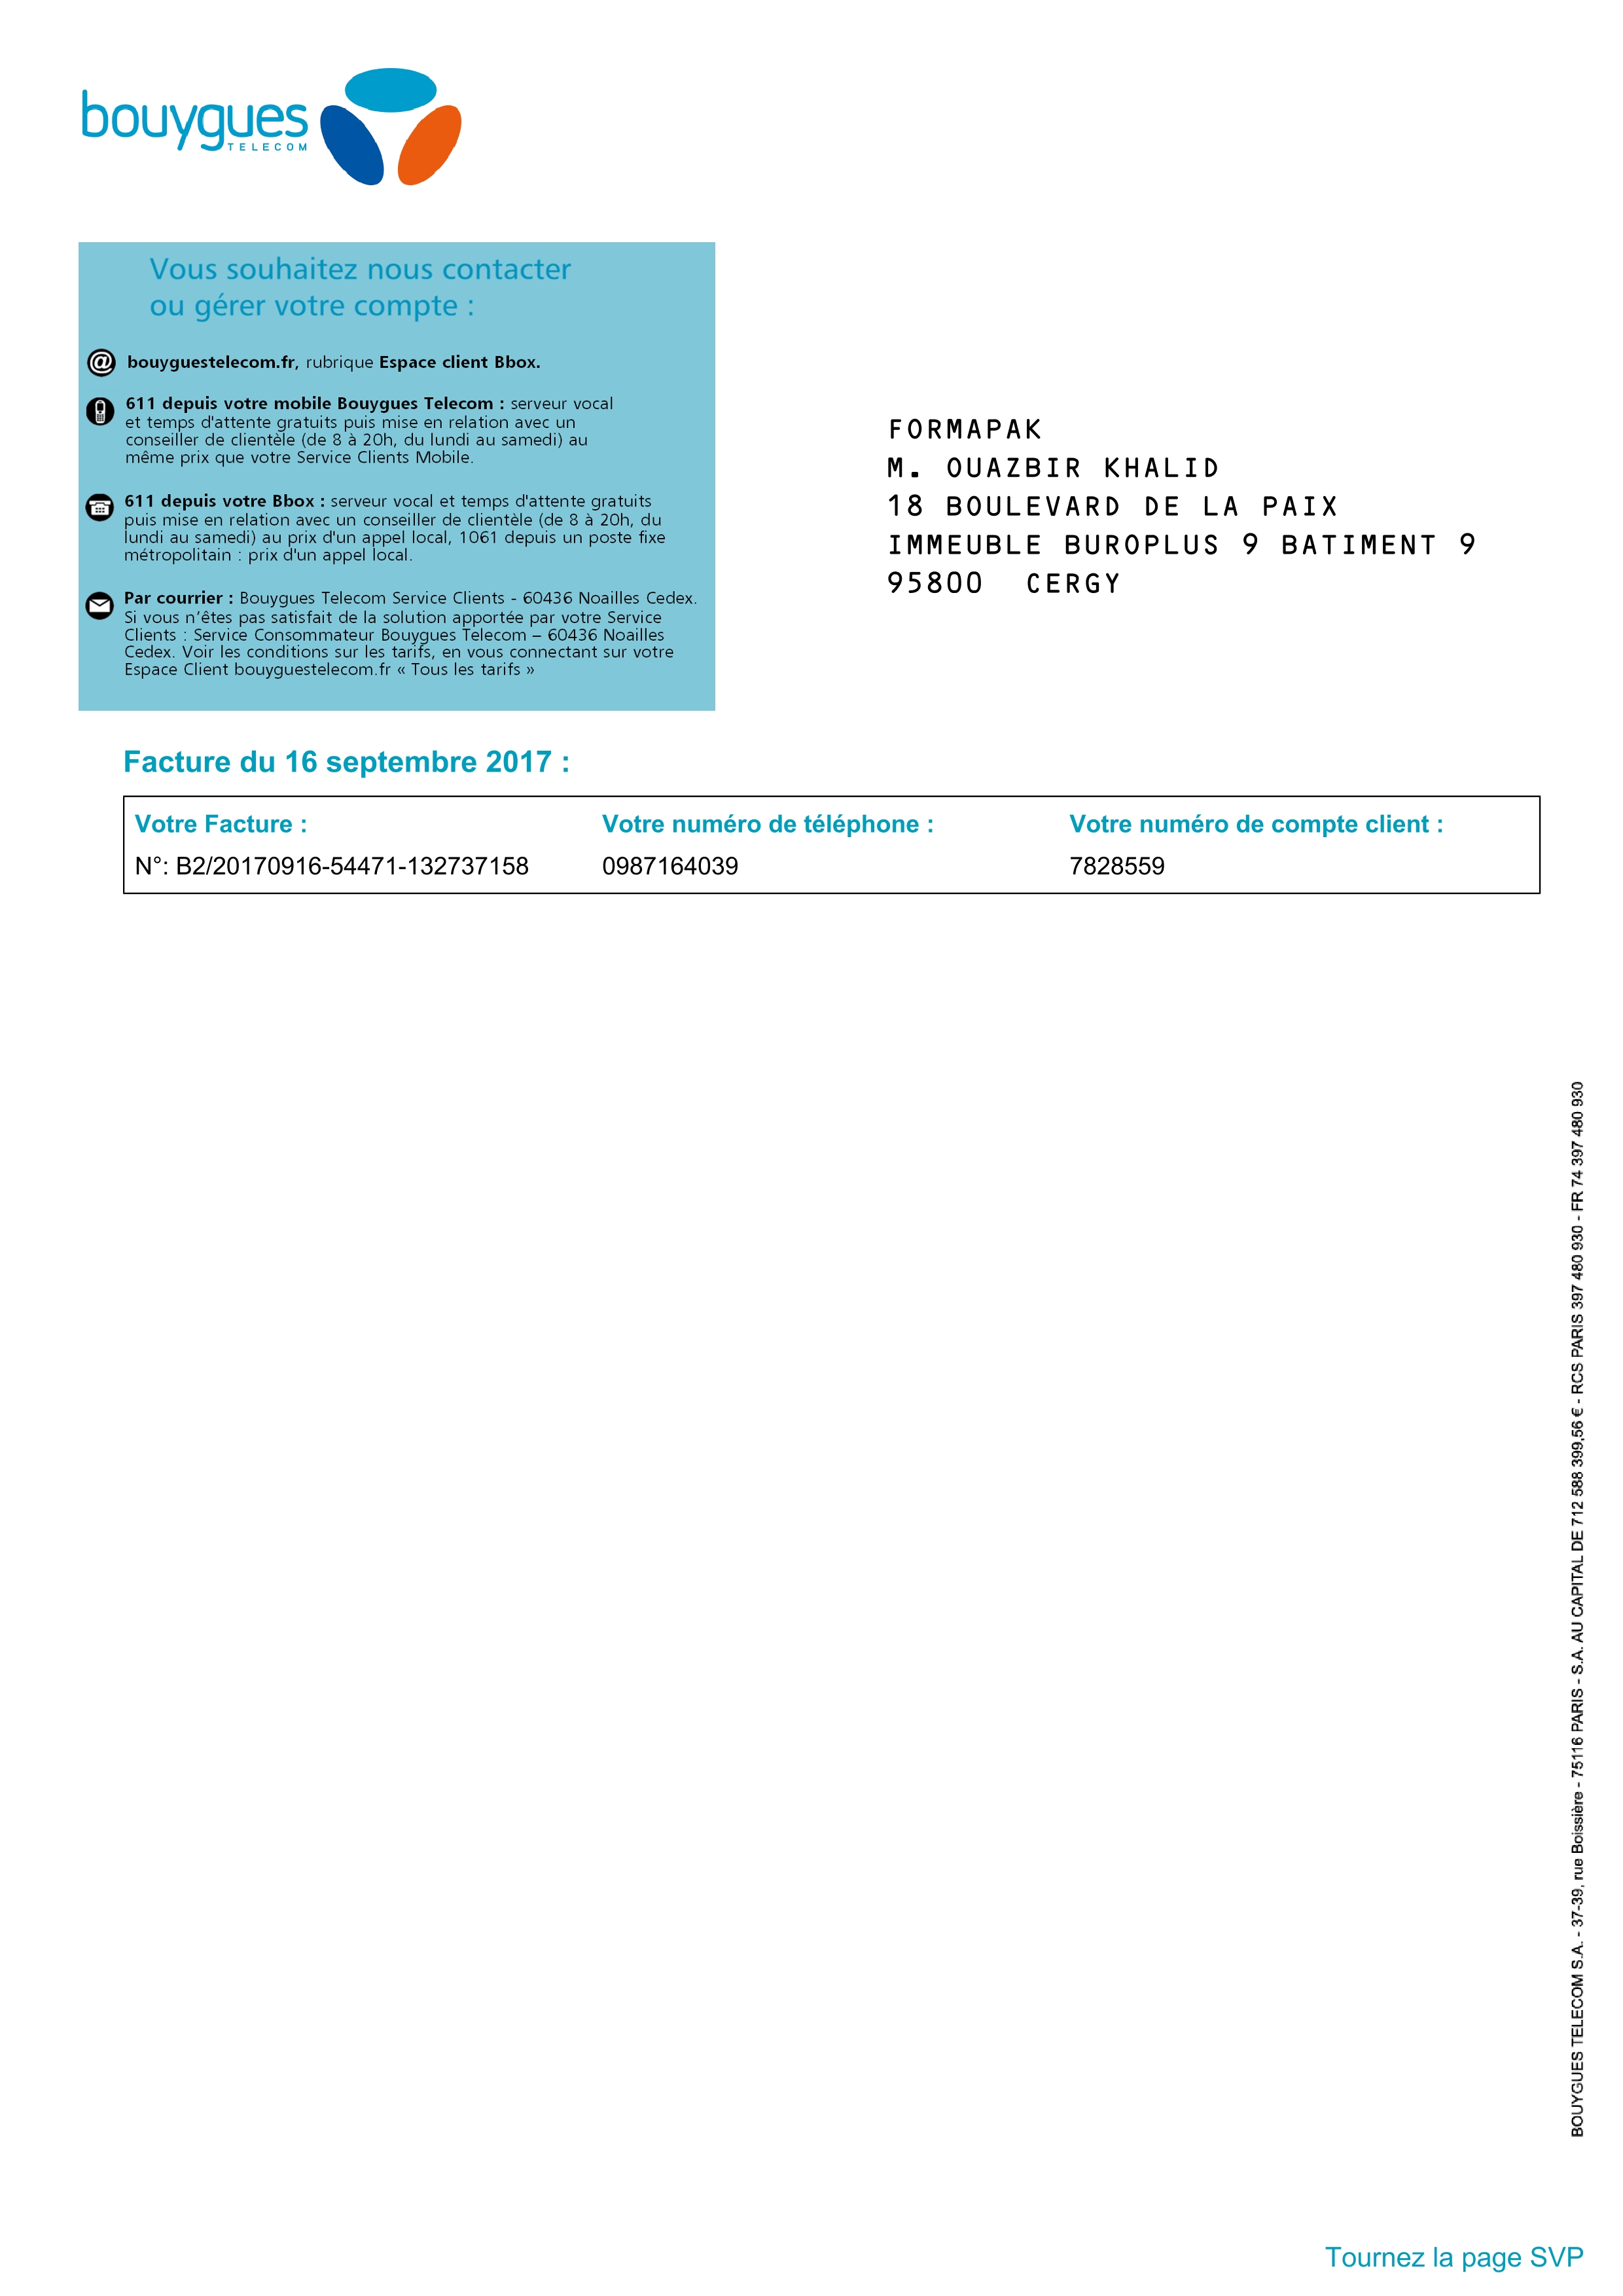 bouygues
TELECOM
Vous souhaitez nous contacter
ou gérer votre compte :
@ bouyguestelecom.fr, rubrique Espace client Bbox.
611 depuis votre mobile Bouygues Telecom : serveur vocal
et temps d'attente gratuits puis mise en relation avec un
conseiller de clientèle (de 8 à 20h, du lundi au samedi) au
même prix que votre Service Clients Mobile.
611 depuis votre Bbox : serveur vocal et temps d'attente gratuits
puis mise en relation avec un conseiller de clientèle (de 8 à 20h, du
lundi au samedi) au prix d'un appel local, 1061 depuis un poste fixe
métropolitain : prix d'un appel local.
Par courrier : Bouygues Telecom Service Clients - 60436 Noailles Cedex.
Si vous n’êtes pas satisfait de la solution apportée par votre Service
Clients : Service Consommateur Bouygues Telecom – 60436 Noailles
Cedex. Voir les conditions sur les tarifs, en vous connectant sur votre
Espace Client bouyguestelecom.fr « Tous les tarifs »
FORMAPAK
M. OUAZBIR KHALID
18 BOULEVARD DE LA PAIX
IMMEUBLE BUROPLUS 9 BATIMENT 9
95800 CERGY
Facture du 16 septembre 2017 :
Votre Facture : Votre numéro de téléphone : Votre numéro de compte client :
N°: B2/20170916-54471-132737158 0987164039 7828559
BOUYGUES TELECOM S.A. - 37-39, rue Boissière - 75116 PARIS - S.A. AU CAPITAL DE 712 588 399,56 € - RCS PARIS 397 480 930 - FR 74 397 480 930
Tournez la page SVP